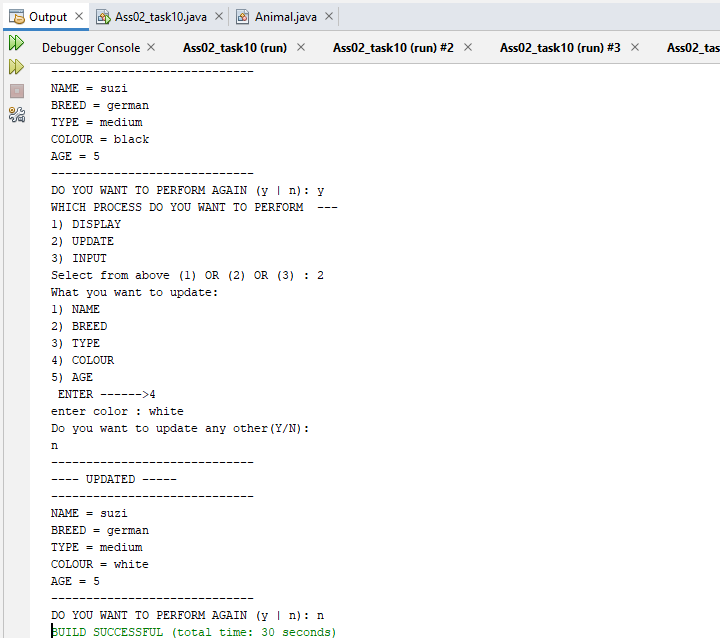 Output × Ass02_task10.java × Animal.java ×
Debugger Console × Ass02_task10 (run) × Ass02_task10 (run) #2 × Ass02_task10 (run) #3 × Ass02_tas
-----------------------------
NAME = suzi
BREED = german
TYPE = medium
COLOUR = black
AGE = 5
-----------------------------
DO YOU WANT TO PERFORM AGAIN (y | n): y
WHICH PROCESS DO YOU WANT TO PERFORM  ---
1) DISPLAY
2) UPDATE
3) INPUT
Select from above (1) OR (2) OR (3) : 2
What you want to update:
1) NAME
2) BREED
3) TYPE
4) COLOUR
5) AGE
 ENTER ------>4
enter color : white
Do you want to update any other(Y/N):
n
-----------------------------
---- UPDATED -----
-----------------------------
NAME = suzi
BREED = german
TYPE = medium
COLOUR = white
AGE = 5
-----------------------------
DO YOU WANT TO PERFORM AGAIN (y | n): n
BUILD SUCCESSFUL (total time: 30 seconds)